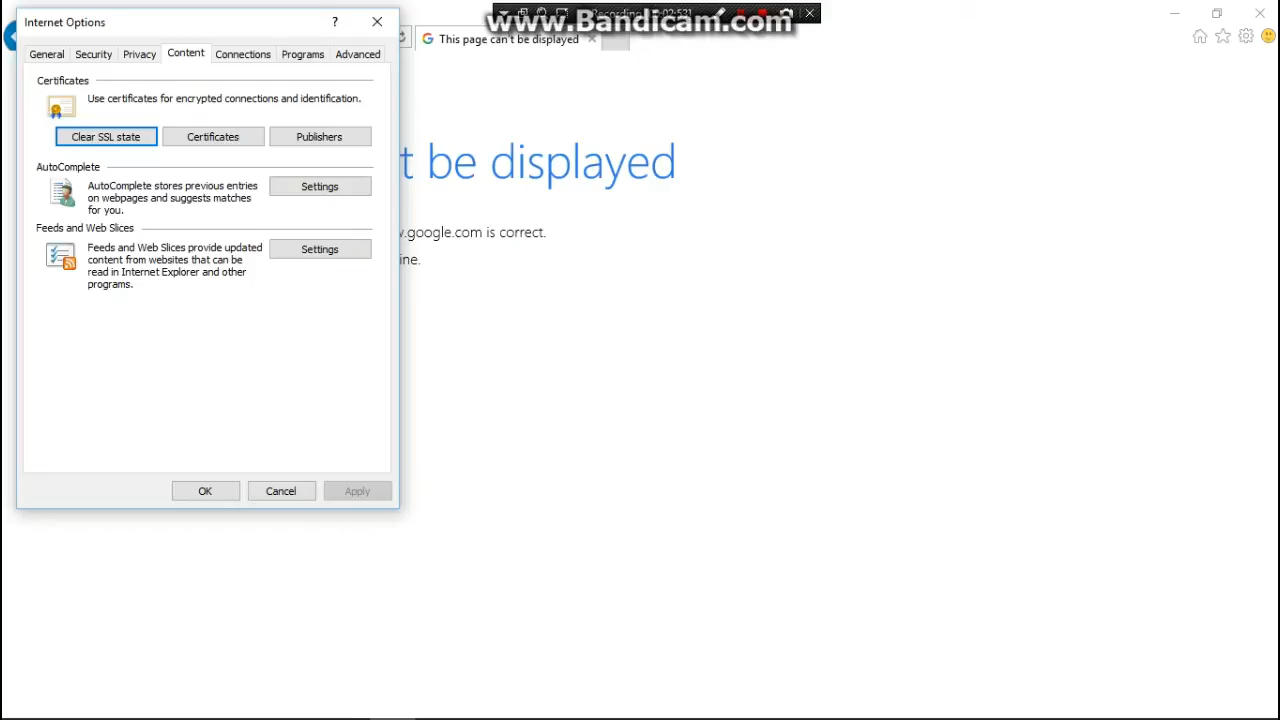 Internet Options
?
www.Bandicam.com
This page can't be displayed
General Security Privacy Content Connections Programs Advanced
Certificates
Use certificates for encrypted connections and identification.
Clear SSL state
Certificates
Publishers
t be displayed
AutoComplete
AutoComplete stores previous entries
on webpages and suggests matches
for you.
Settings
Feeds and Web Slices
Feeds and Web Slices provide updated
content from websites that can be
read in Internet Explorer and other
programs.
Settings
.google.com is correct.
ine.
OK
Cancel
Apply